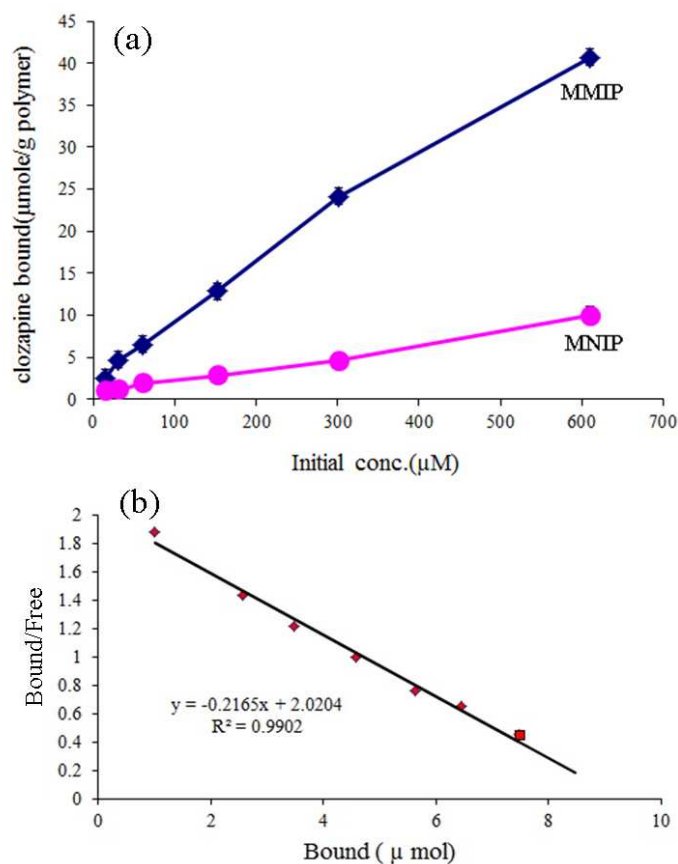 (a)
clozapine bound(μmole/g polymer)
45
40
35
30
25
20
15
10
5
0
MMIP
MNIP
0 100 200 300 400 500 600 700
Initial conc.(μM)
(b)
Bound/Free
2
1.8
1.6
1.4
1.2
1
0.8
0.6
0.4
0.2
0
y = -0.2165x + 2.0204
R² = 0.9902
0 2 4 6 8 10
Bound ( μ mol)